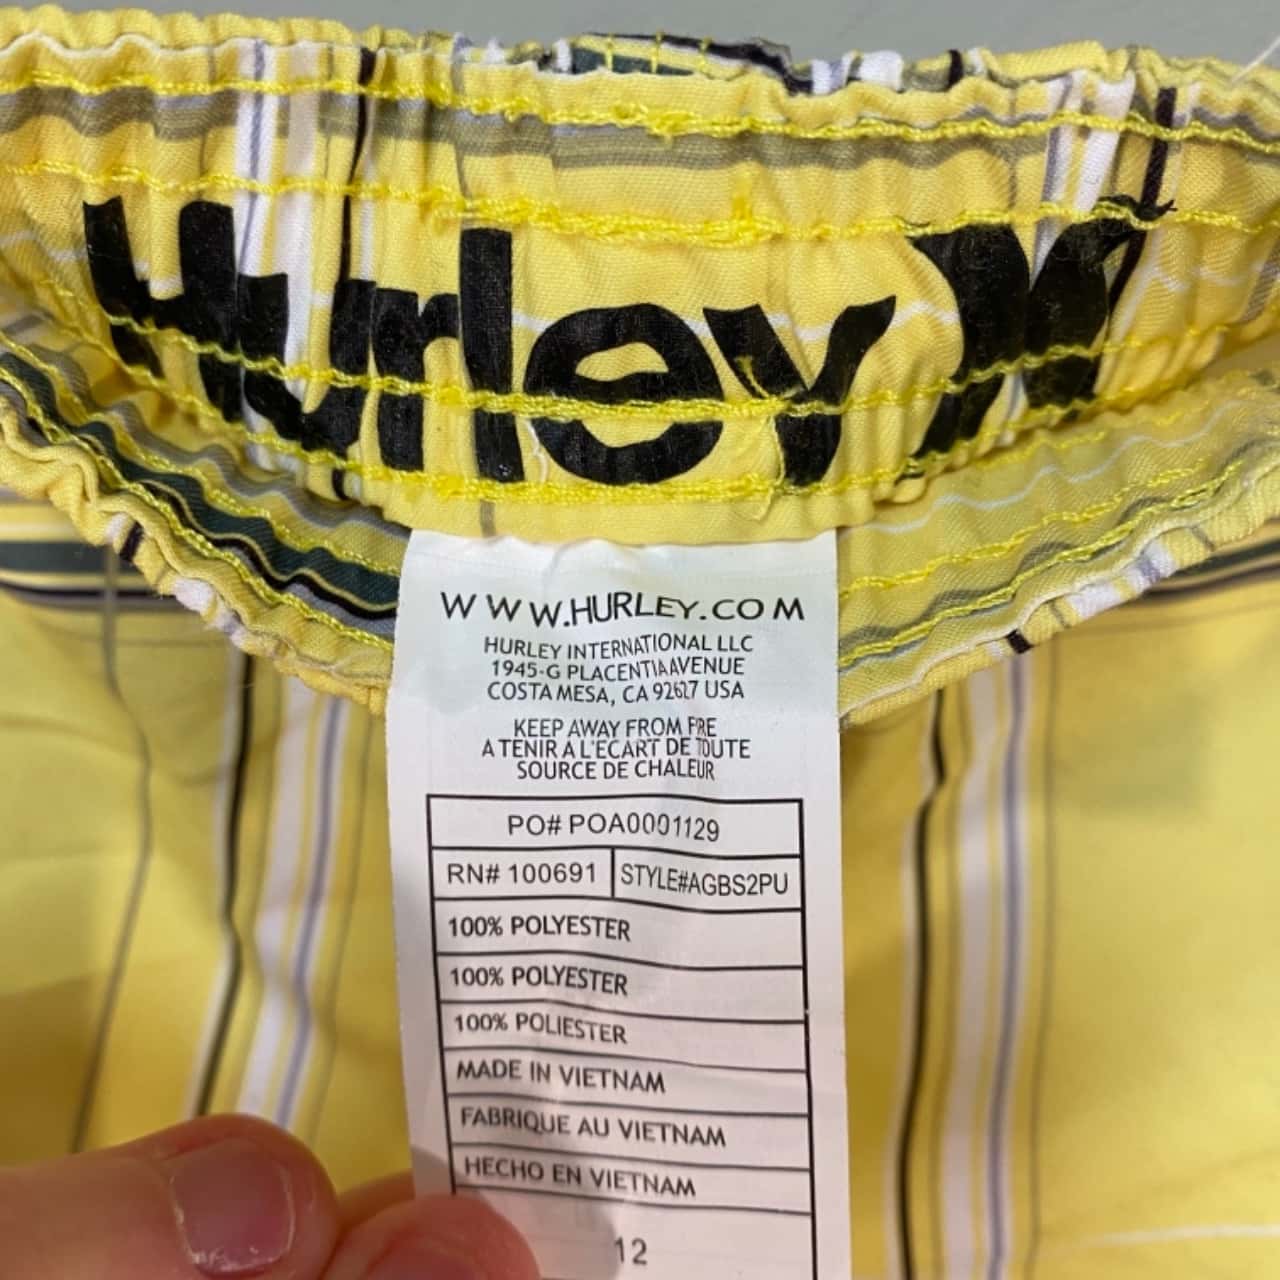 Hurley
WWW.HURLEY.COM
HURLEY INTERNATIONAL LLC
1945-G PLACENTIA AVENUE
COSTA MESA, CA 92627 USA
KEEP AWAY FROM FIRE
A TENIR A L'ECART DE TOUTE
SOURCE DE CHALEUR
PO# POA0001129
RN# 100691 STYLE#AGBS2PU
100% POLYESTER
100% POLYESTER
100% POLIESTER
MADE IN VIETNAM
FABRIQUE AU VIETNAM
HECHO EN VIETNAM
12